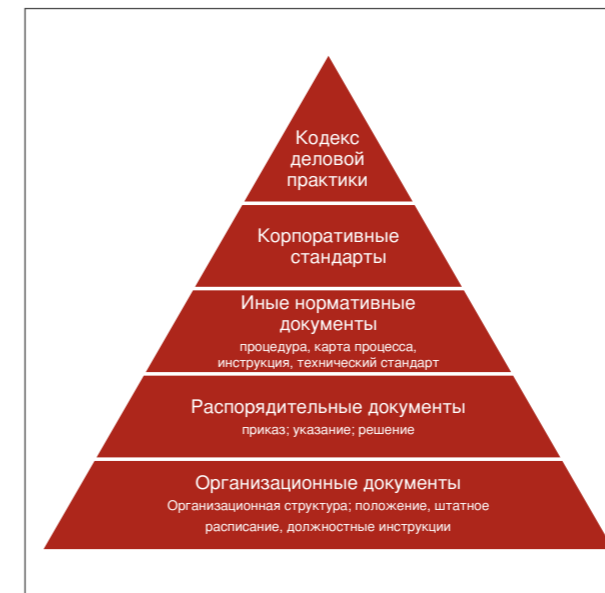 Кодекс
деловой
практики
Корпоративные
стандарты
Иные нормативные
документы
процедура, карта процесса,
инструкция, технический стандарт
Распорядительные документы
приказ; указание; решение
Организационные документы
Организационная структура; положение, штатное
расписание, должностные инструкции